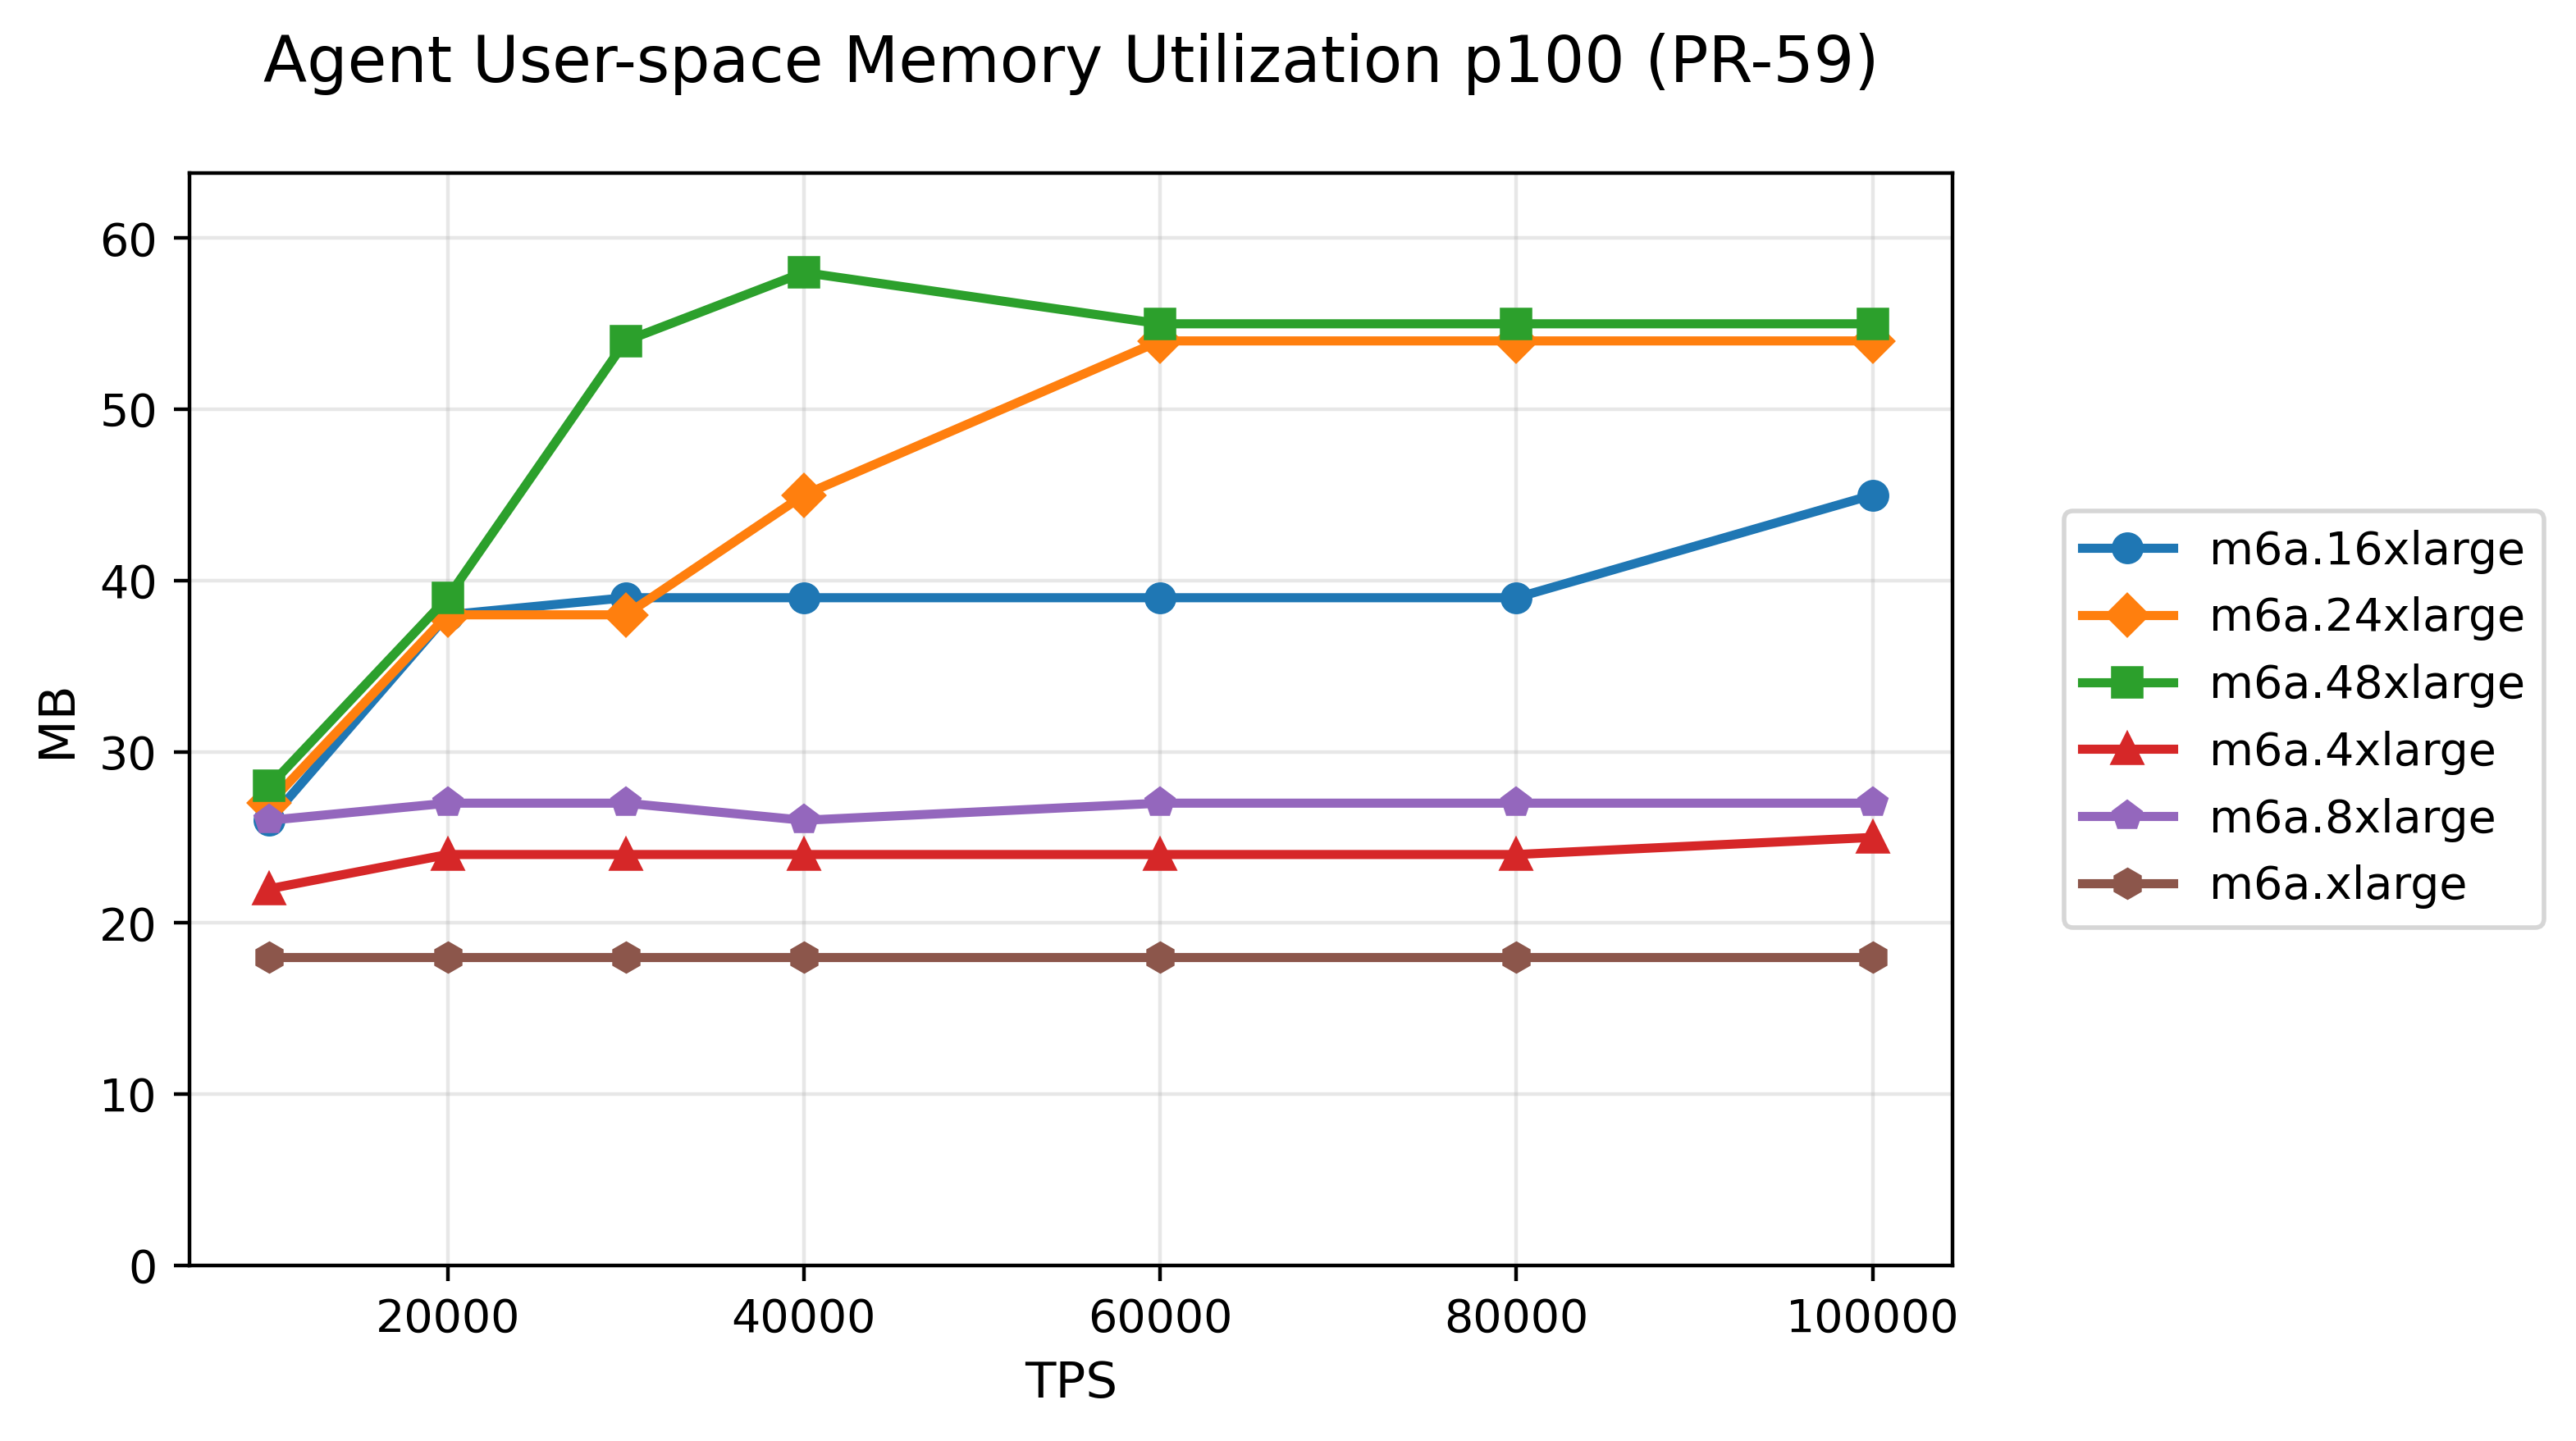 Agent User-space Memory Utilization p100 (PR-59)
60
50
40
30
20
10
0
MB
20000 40000 60000 80000 100000
TPS
m6a.16xlarge
m6a.24xlarge
m6a.48xlarge
m6a.4xlarge
m6a.8xlarge
m6a.xlarge